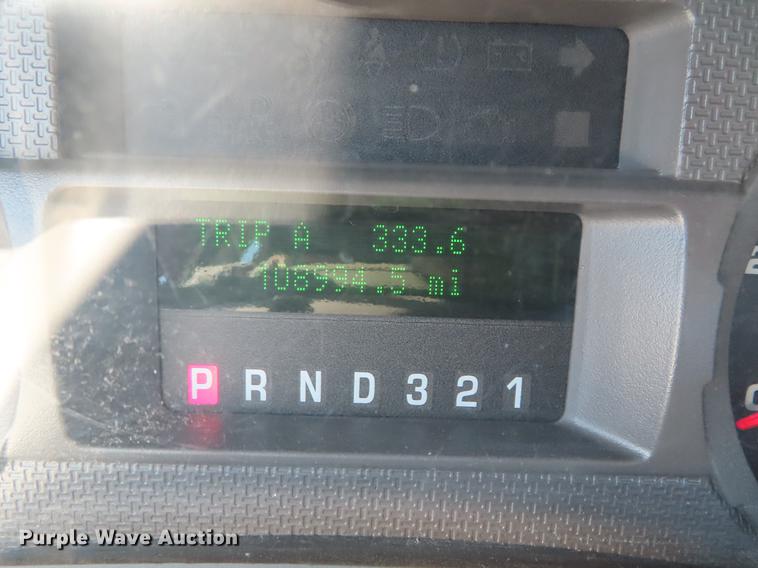 TRIP A 333.6
108994.5 mi
P R N D 3 2 1
Purple Wave Auction